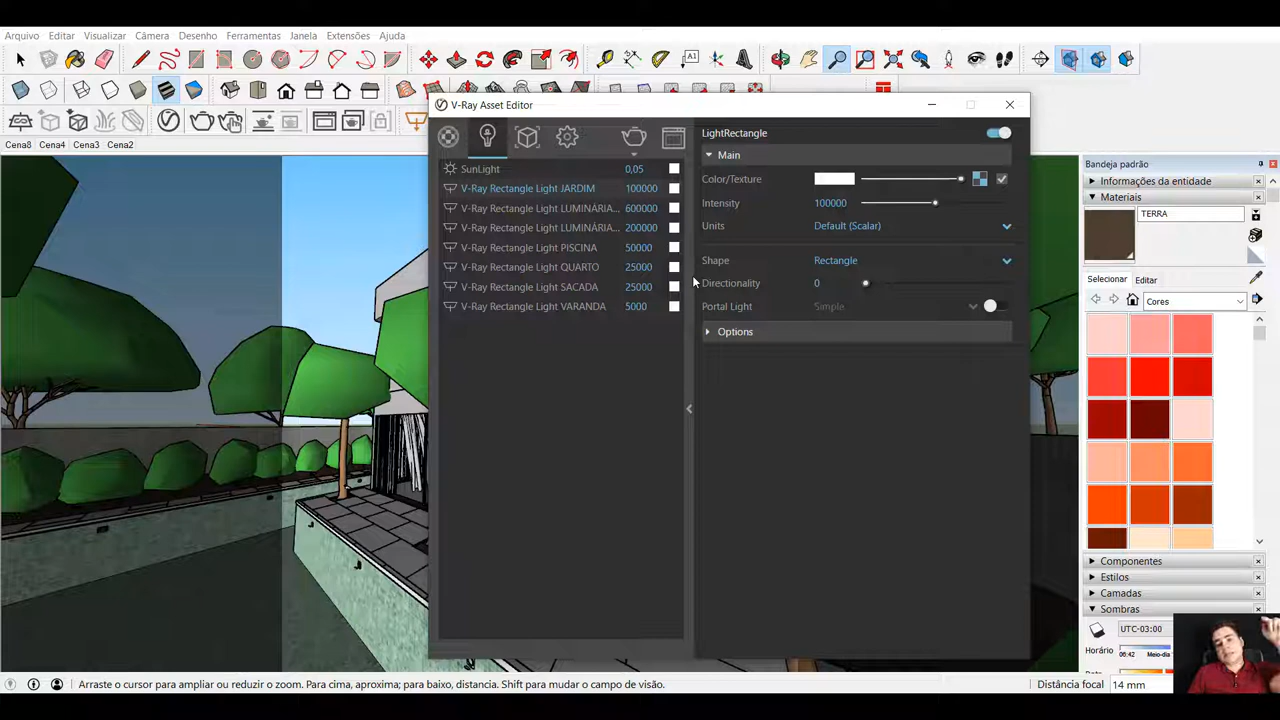 Arquivo Editar Visualizar Câmera Desenho Ferramentas Janela Extensões Ajuda
A1
V-Ray Asset Editor
Cena8 Cena4 Cena3 Cena2
SunLight 0,05
V-Ray Rectangle Light JARDIM 100000
V-Ray Rectangle Light LUMINÁRIA... 600000
V-Ray Rectangle Light LUMINÁRIA... 200000
V-Ray Rectangle Light PISCINA 50000
V-Ray Rectangle Light QUARTO 25000
V-Ray Rectangle Light SACADA 25000
V-Ray Rectangle Light VARANDA 5000
LightRectangle
Main
Color/Texture
Intensity 100000
Units Default (Scalar)
Shape Rectangle
Directionality 0
Portal Light Simple
Options
Bandeja padrão
Informações da entidade
Materiais
TERRA
Selecionar Editar
Cores
Componentes
Estilos
Camadas
Sombras
UTC-03:00
Horário 06:42 Meio-dia
Arraste o cursor para ampliar ou reduzir o zoom. Para cima, aproxima; para baixo, distancia. Shift para mudar o campo de visão.
Distância focal 14 mm